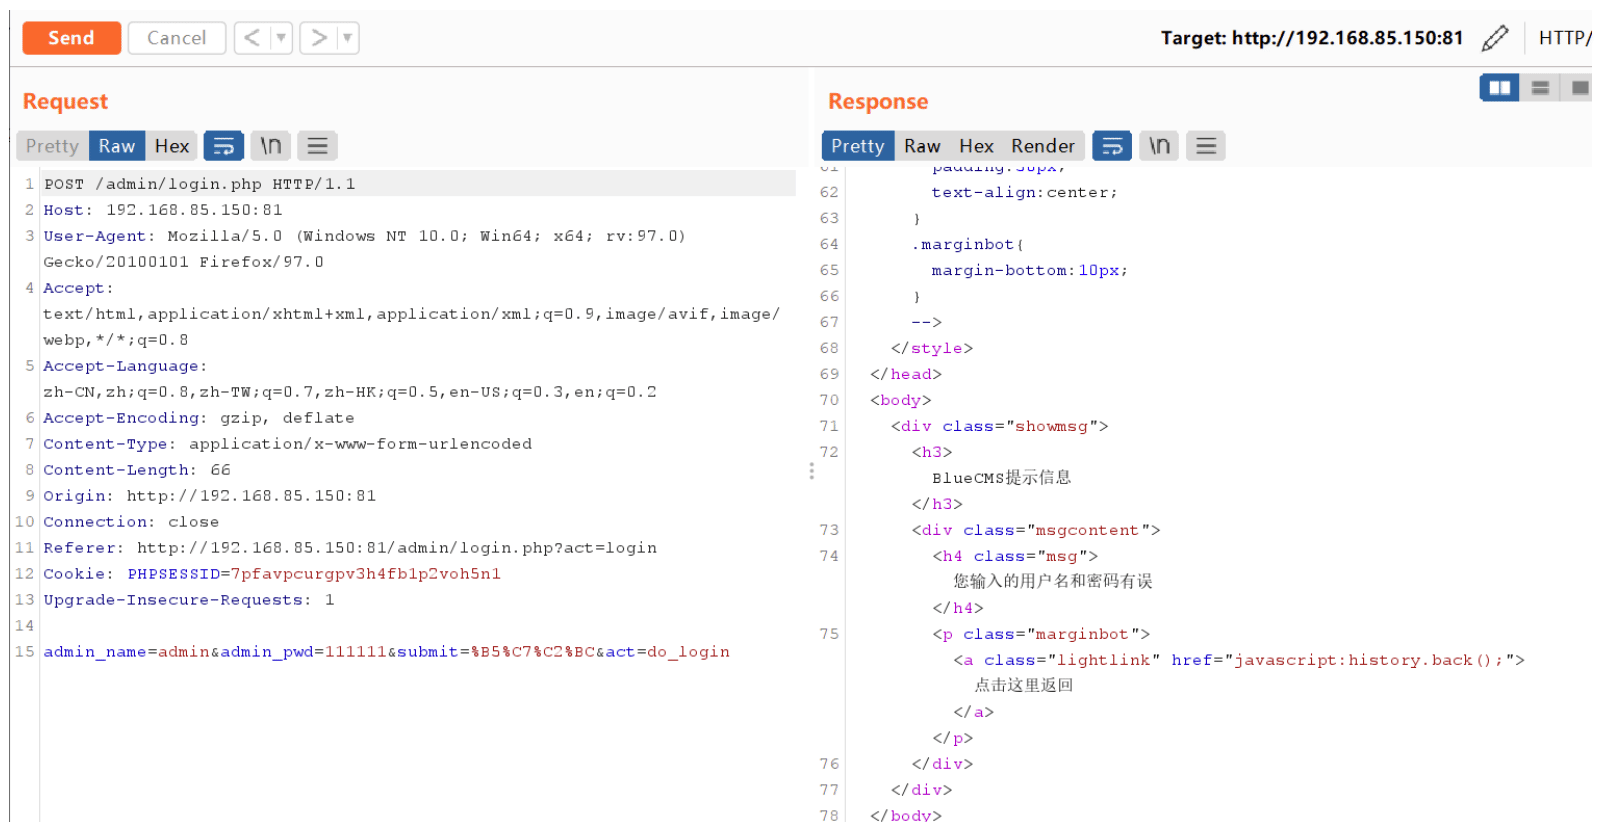 Send Cancel < ▼ > ▼ Target: http://192.168.85.150:81 HTTP/
Request
Pretty Raw Hex \n
1 POST /admin/login.php HTTP/1.1
2 Host: 192.168.85.150:81
3 User-Agent: Mozilla/5.0 (Windows NT 10.0; Win64; x64; rv:97.0)
Gecko/20100101 Firefox/97.0
4 Accept:
text/html,application/xhtml+xml,application/xml;q=0.9,image/avif,image/
webp,*/*;q=0.8
5 Accept-Language:
zh-CN,zh;q=0.8,zh-TW;q=0.7,zh-HK;q=0.5,en-US;q=0.3,en;q=0.2
6 Accept-Encoding: gzip, deflate
7 Content-Type: application/x-www-form-urlencoded
8 Content-Length: 66
9 Origin: http://192.168.85.150:81
10 Connection: close
11 Referer: http://192.168.85.150:81/admin/login.php?act=login
12 Cookie: PHPSESSID=7pfavpcurgpv3h4fb1p2voh5n1
13 Upgrade-Insecure-Requests: 1
14
15 admin_name=admin&admin_pwd=111111&submit=%B5%C7%C2%BC&act=do_login
Response
Pretty Raw Hex Render \n
61 padding:30px;
62 text-align:center;
63 }
64 .marginbot{
65 margin-bottom:10px;
66 }
67 -->
68 </style>
69 </head>
70 <body>
71 <div class="showmsg">
72 <h3>
BlueCMS提示信息
</h3>
73 <div class="msgcontent">
74 <h4 class="msg">
您输入的用户名和密码有误
</h4>
75 <p class="marginbot">
<a class="lightlink" href="javascript:history.back();">
点击这里返回
</a>
</p>
76 </div>
77 </div>
78 </body>